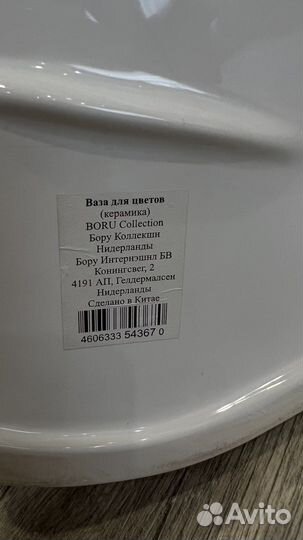 Ваза для цветов
(керамика)
BORU Collection
Бору Коллекшн
Нидерланды
Бору Интернэшнл БВ
Конингсвег, 2
4191 АП, Гелдермалсен
Нидерланды
Сделано в Китае
4606333 54367 0
Avito